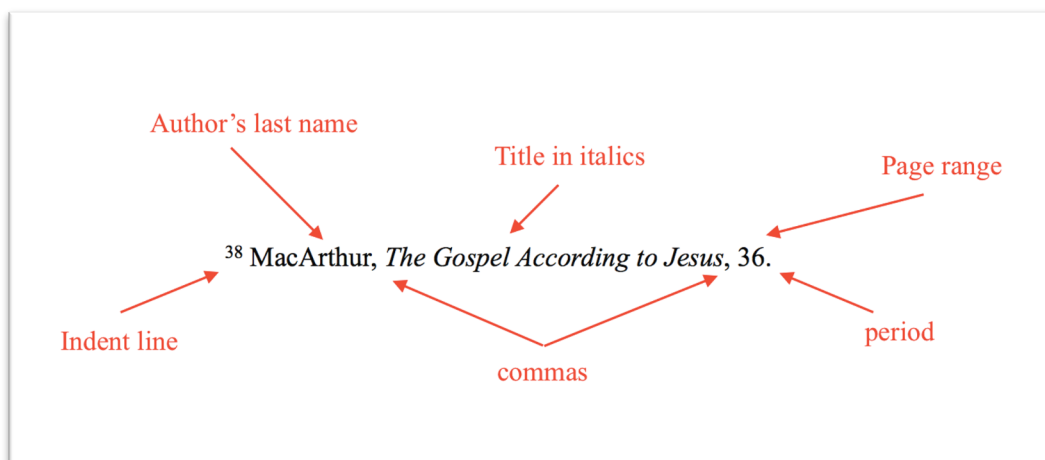 Author’s last name
Title in italics
Page range
³⁸ MacArthur, The Gospel According to Jesus, 36.
Indent line
period
commas